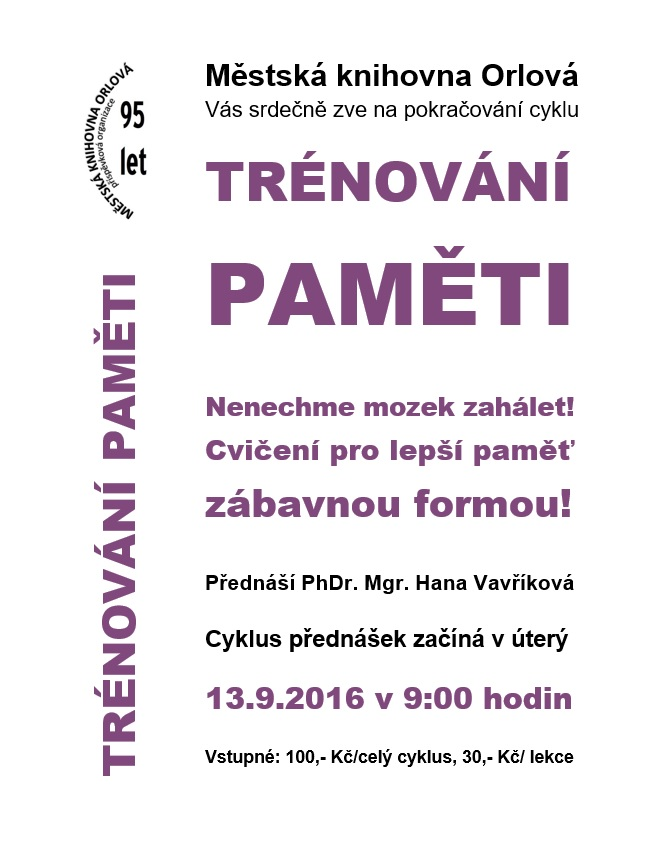 MĚSTSKÁ KNIHOVNA ORLOVÁ
příspěvková organizace
95
let
TRÉNOVÁNÍ PAMĚTI
Městská knihovna Orlová
Vás srdečně zve na pokračování cyklu
TRÉNOVÁNÍ
PAMĚTI
Nenechme mozek zahálet!
Cvičení pro lepší paměť
zábavnou formou!
Přednáší PhDr. Mgr. Hana Vavříková
Cyklus přednášek začíná v úterý
13.9.2016 v 9:00 hodin
Vstupné: 100,- Kč/celý cyklus, 30,- Kč/ lekce